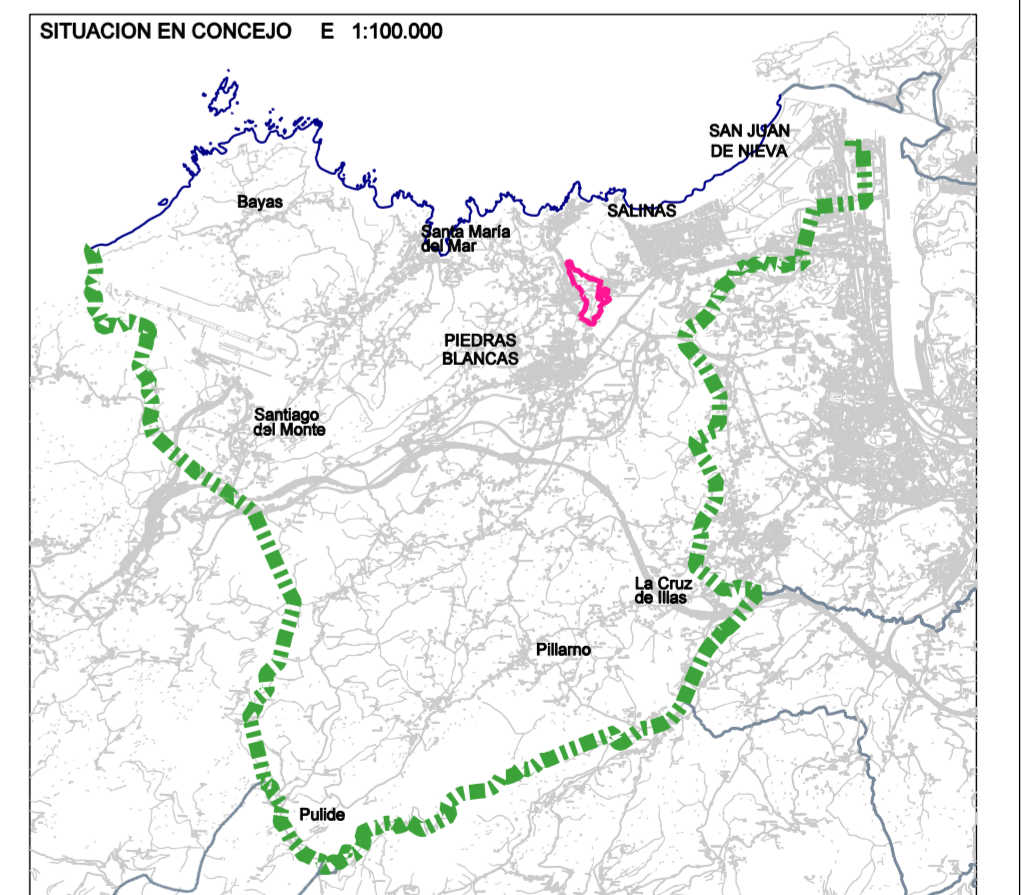 SITUACION EN CONCEJO E 1:100.000
SAN JUAN
DE NIEVA
Bayas
SALINAS
Santa María
del Mar
PIEDRAS
BLANCAS
Santiago
del Monte
La Cruz
de Illas
Pillarno
Pulide